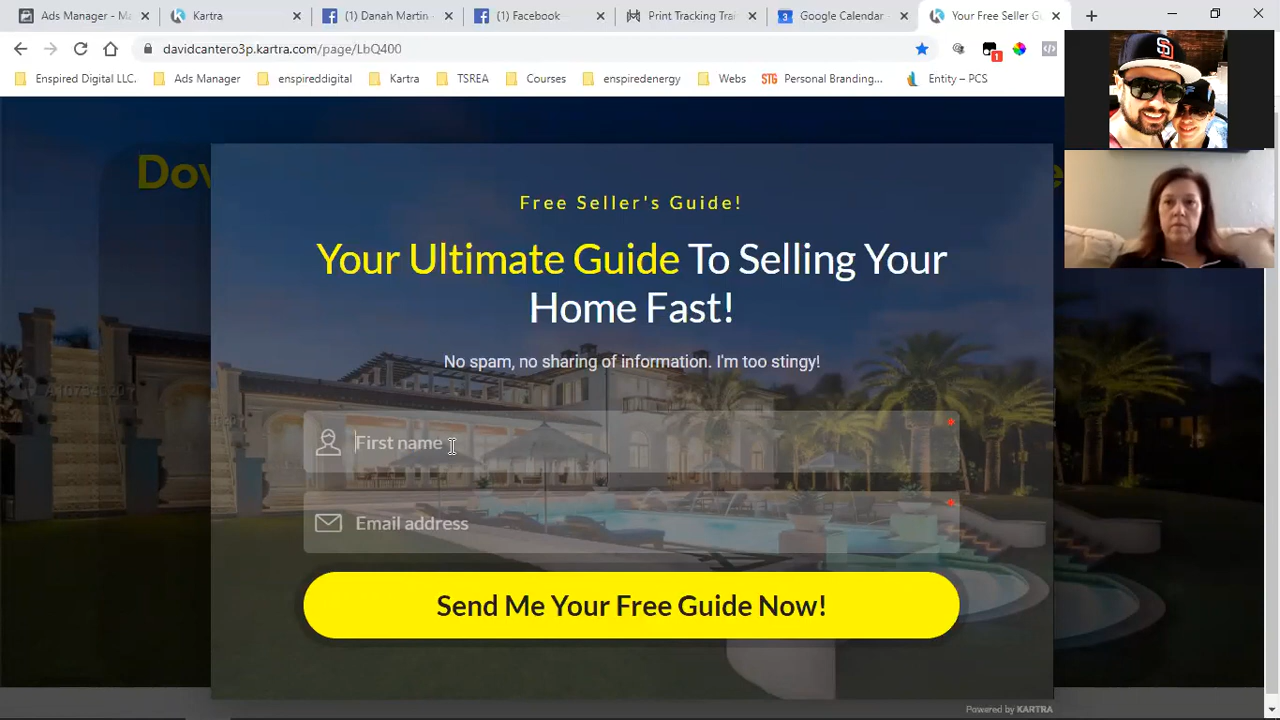 Ads Manager - Ma
Kartra
(1) Danah Martin -
(1) Facebook
Print Tracking Tra
Google Calendar -
Your Free Seller G
davidcantero3p.kartra.com/page/LbQ400
1
Enspired Digital LLC.
Ads Manager
enspireddigital
Kartra
TSREA
Courses
enspiredenergy
Webs
STG Personal Branding...
Entity – PCS
Free Seller's Guide!
Your Ultimate Guide To Selling Your
Home Fast!
No spam, no sharing of information. I'm too stingy!
First name
Email address
Send Me Your Free Guide Now!
Powered by KARTRA